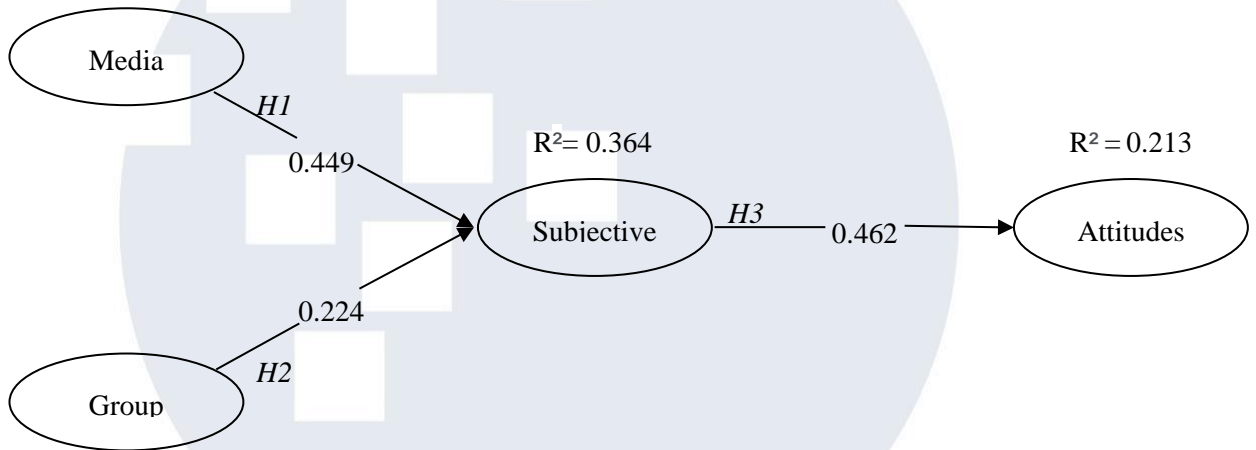 Media
H1
0.449
R²= 0.364
R² = 0.213
Subjective
H3
0.462
Attitudes
0.224
H2
Group